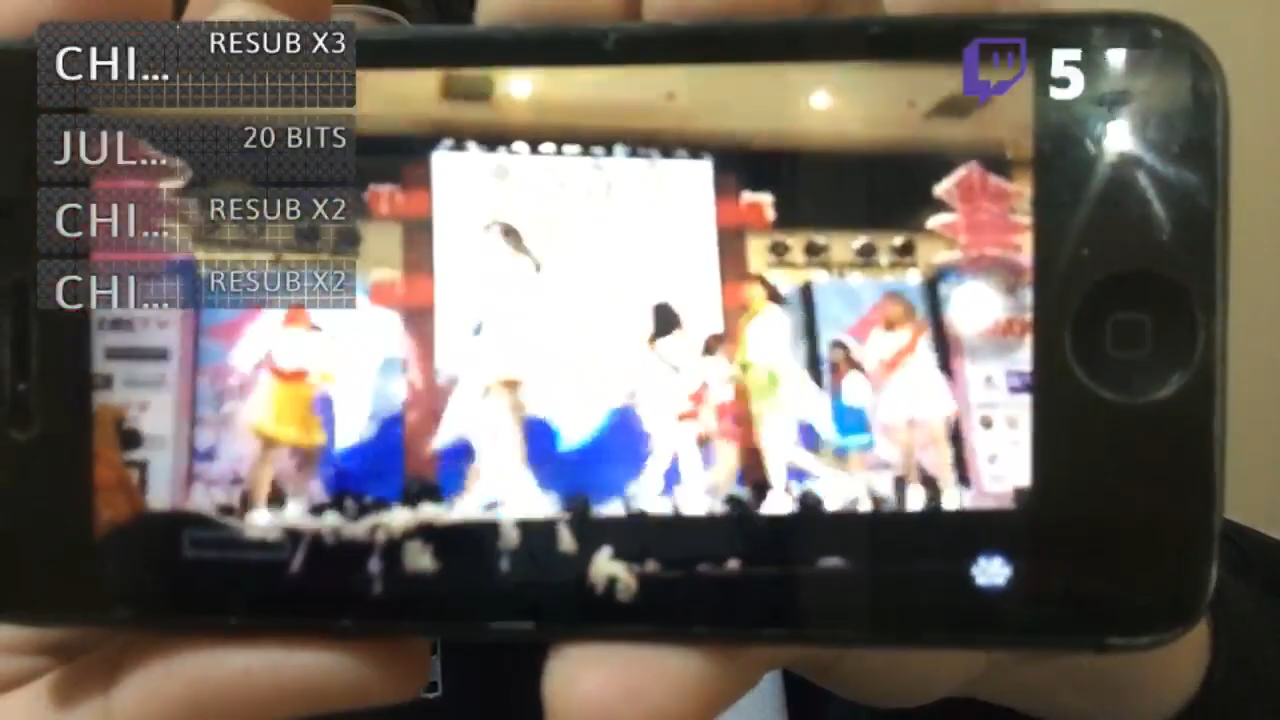 CHI... RESUB X3
JUL... 20 BITS
CHI... RESUB X2
CHI... RESUB X2
5